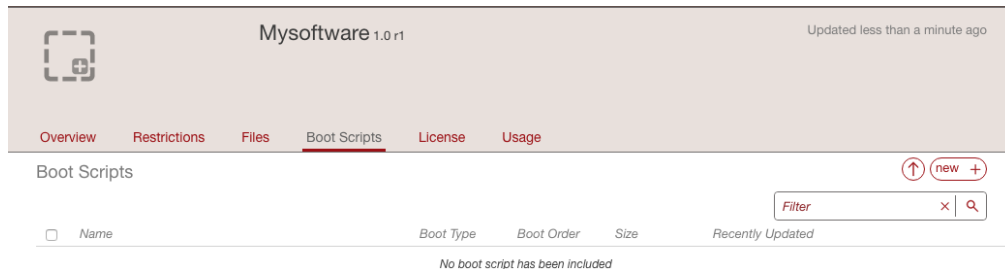 Mysoftware 1.0 r1
Updated less than a minute ago
Overview Restrictions Files Boot Scripts License Usage
Boot Scripts
new +
Filter
Name Boot Type Boot Order Size Recently Updated
No boot script has been included